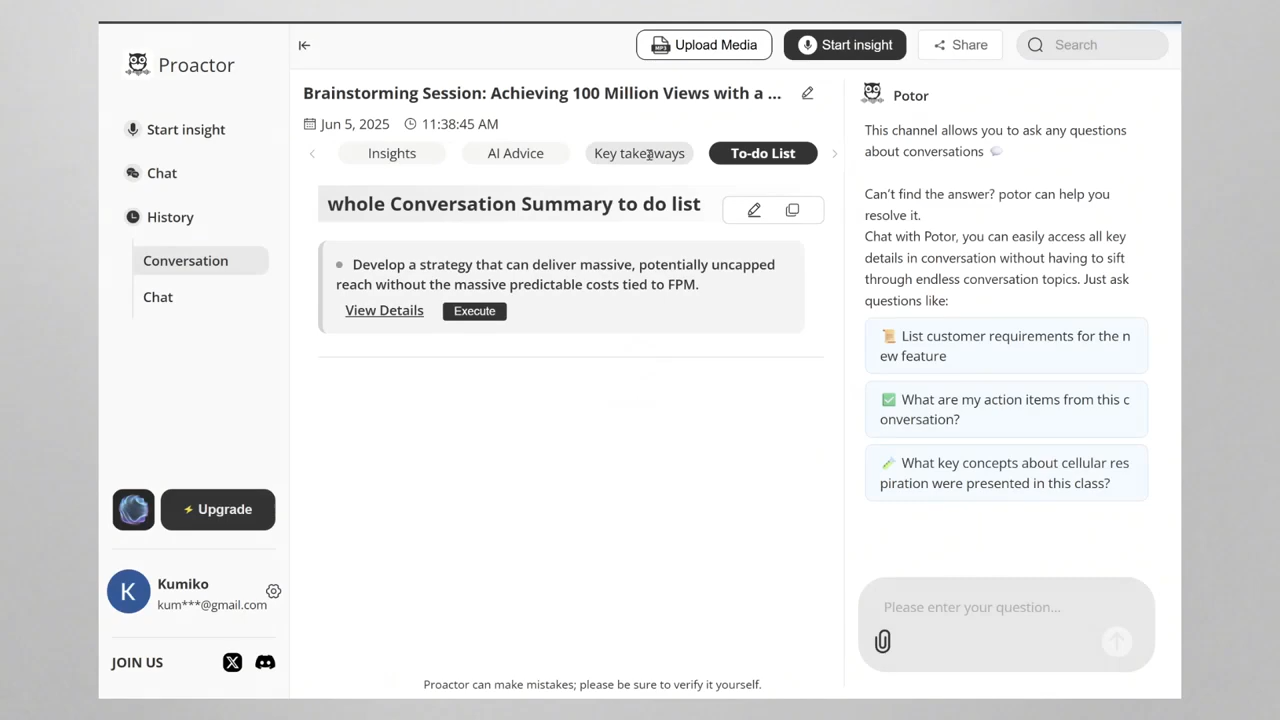 Proactor
Start insight
Chat
History
Conversation
Chat
Upgrade
K
Kumiko
kum***@gmail.com
JOIN US
MP3
Upload Media
Start insight
Share
Search
Brainstorming Session: Achieving 100 Million Views with a ...
Jun 5, 2025
11:38:45 AM
Insights
AI Advice
Key takeaways
To-do List
whole Conversation Summary to do list
Develop a strategy that can deliver massive, potentially uncapped
reach without the massive predictable costs tied to FPM.
View Details
Execute
Proactor can make mistakes; please be sure to verify it yourself.
Potor
This channel allows you to ask any questions
about conversations
Can't find the answer? potor can help you
resolve it.
Chat with Potor, you can easily access all key
details in conversation without having to sift
through endless conversation topics. Just ask
questions like:
List customer requirements for the n
ew feature
What are my action items from this c
onversation?
What key concepts about cellular res
piration were presented in this class?
Please enter your question...